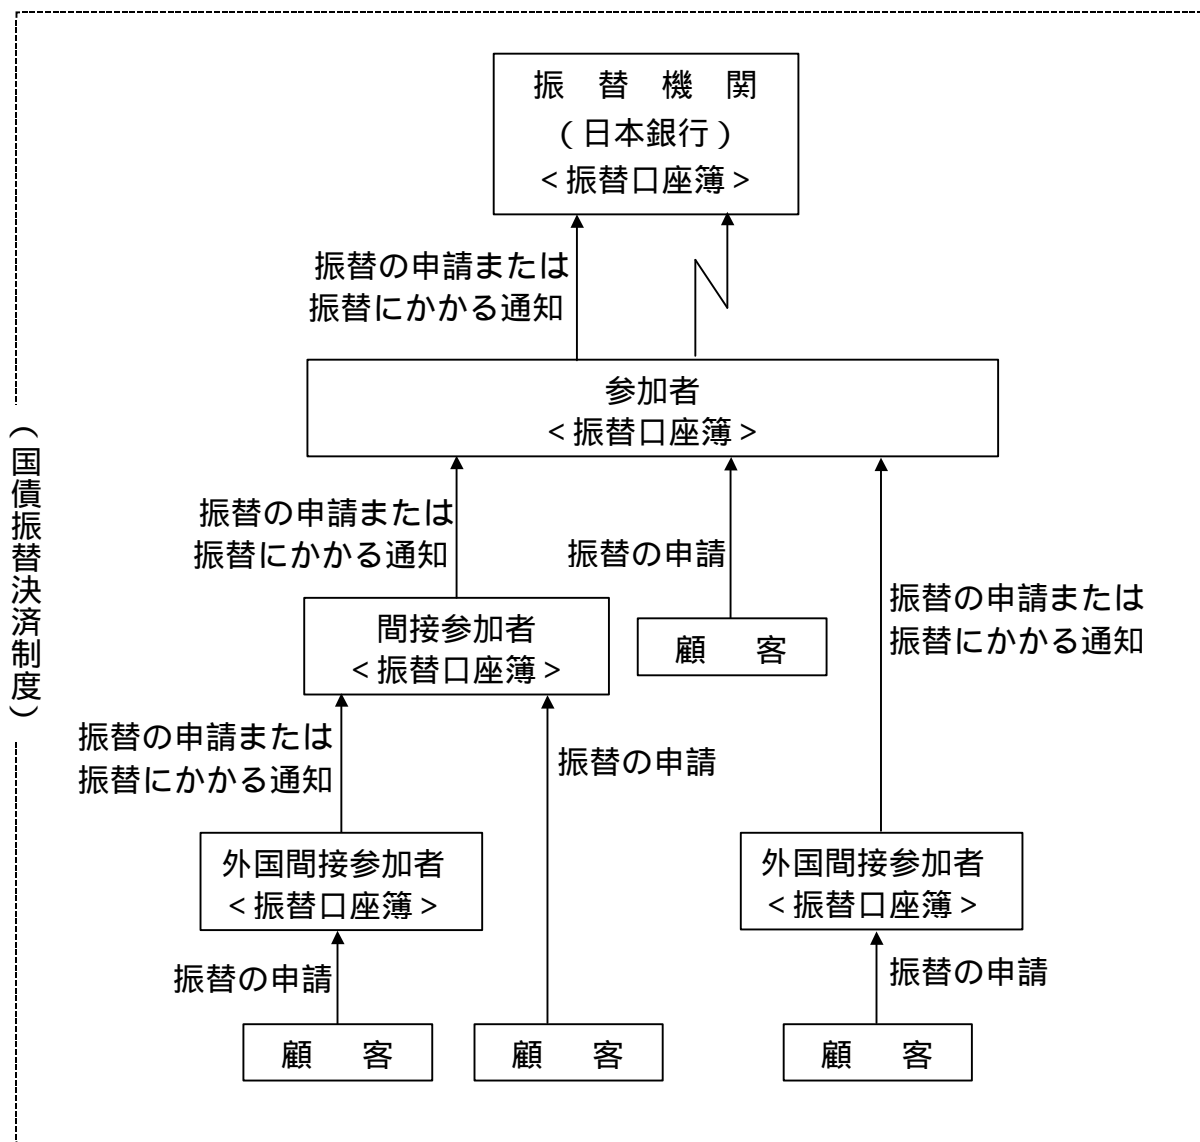 振　替　機　関
（日本銀行）
＜振替口座簿＞
振替の申請または
振替にかかる通知
参加者
＜振替口座簿＞
（国債振替決済制度）
振替の申請または
振替にかかる通知
振替の申請
振替の申請または
振替にかかる通知
間接参加者
＜振替口座簿＞
顧　客
振替の申請または
振替にかかる通知
振替の申請
外国間接参加者
＜振替口座簿＞
外国間接参加者
＜振替口座簿＞
振替の申請
振替の申請
顧　客
顧　客
顧　客